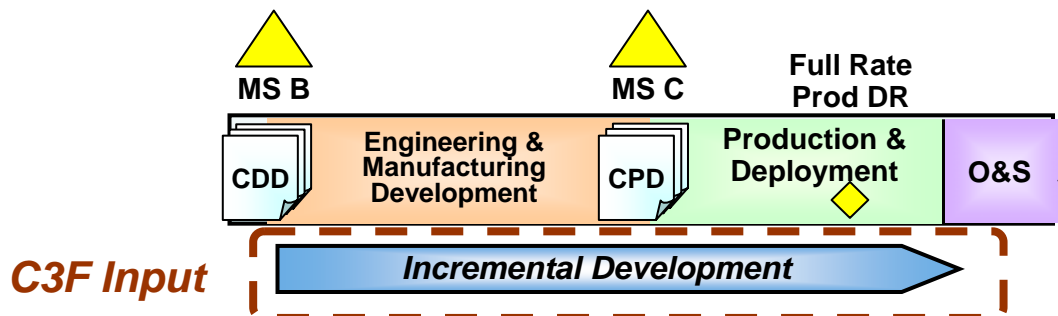 MS B
MS C
Full Rate
Prod DR
CDD
Engineering &
Manufacturing
Development
CPD
Production &
Deployment
O&S
C3F Input
Incremental Development